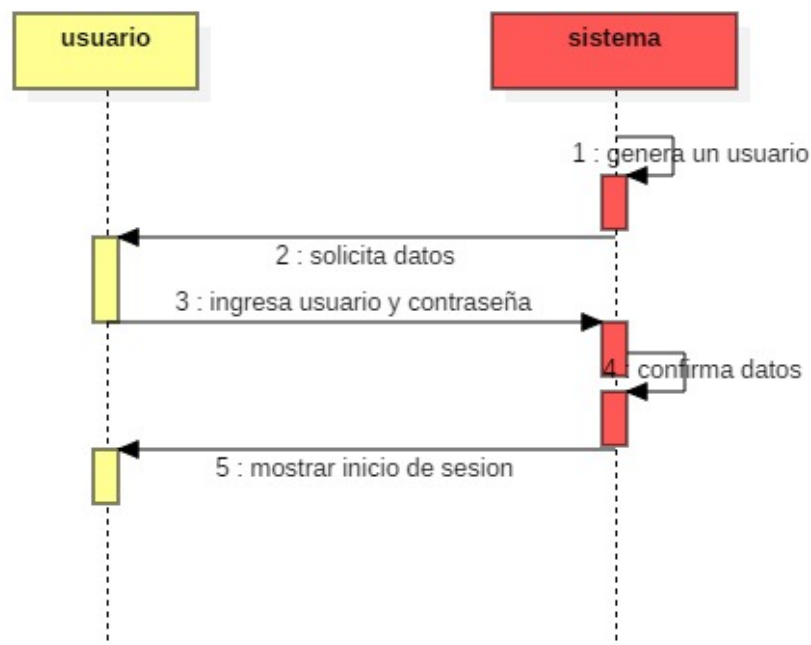 usuario
sistema
1 : genera un usuario
2 : solicita datos
3 : ingresa usuario y contraseña
4 : confirma datos
5 : mostrar inicio de sesion